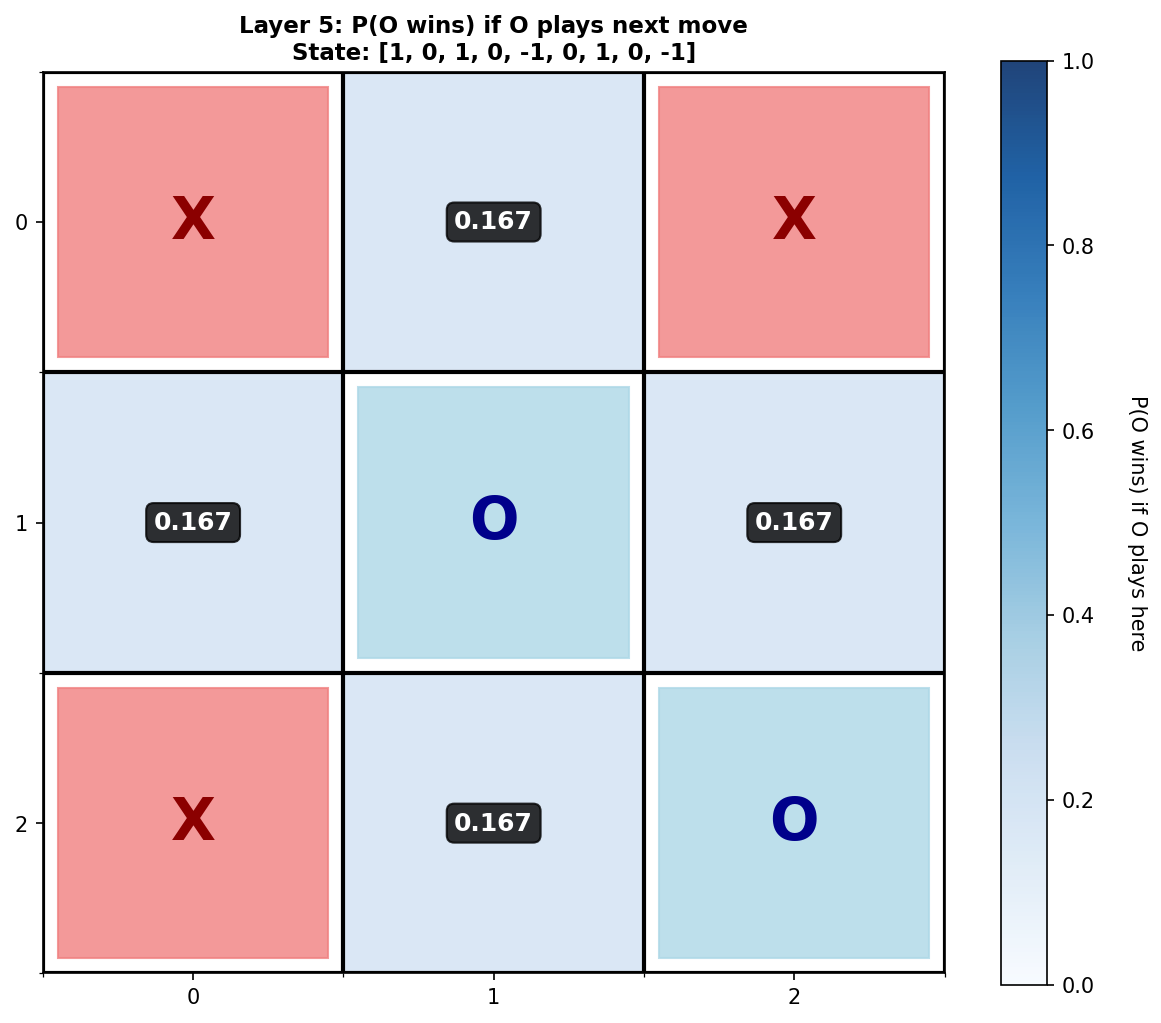 Layer 5: P(O wins) if O plays next move
State: [1, 0, 1, 0, -1, 0, 1, 0, -1]
0
X
0.167
X
1
0.167
O
0.167
2
X
0.167
O
0
1
2
1.0
0.8
0.6
0.4
0.2
0.0
P(O wins) if O plays here